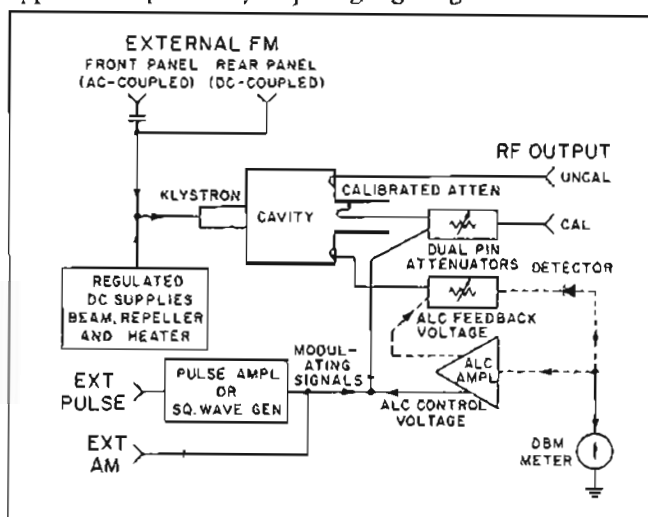 EXTERNAL FM
FRONT PANEL REAR PANEL
(AC-COUPLED) (DC-COUPLED)
RF OUTPUT
UNCAL
KLYSTRON
CAVITY
CALIBRATED ATTEN
CAL
DUAL PIN
ATTENUATORS
DETECTOR
REGULATED
DC SUPPLIES
BEAM, REPELLER
AND HEATER
ALC FEEDBACK
VOLTAGE
MODUL-
ATING
SIGNALS
ALC
AMPL
EXT
PULSE
PULSE AMPL
OR
SQ. WAVE GEN
ALC CONTROL
VOLTAGE
EXT
AM
DBM
METER